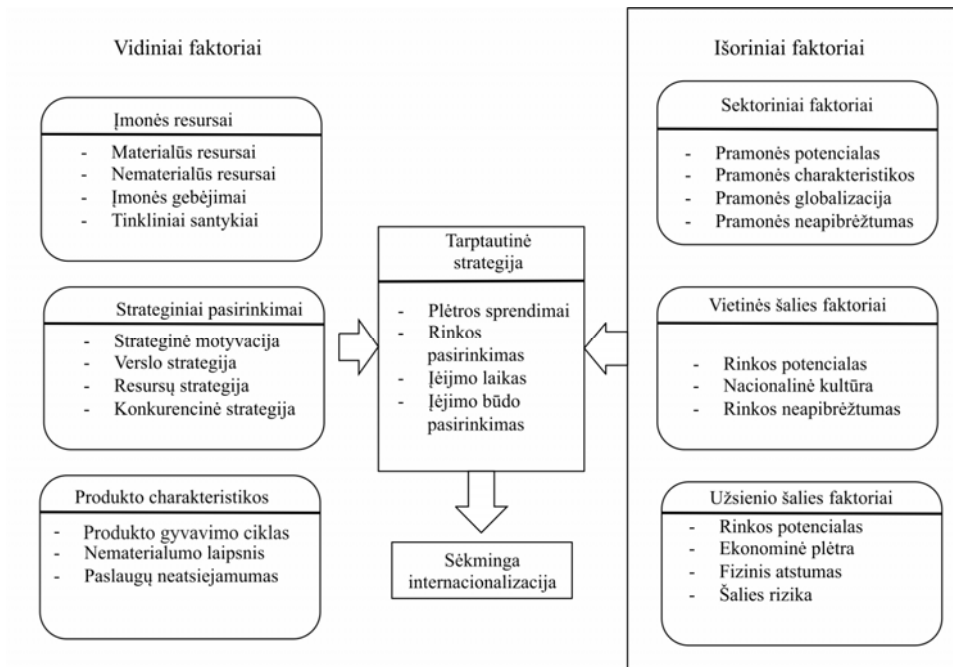 Vidiniai faktoriai
Įmonės resursai
- Materialūs resursai
- Nematerialūs resursai
- Įmonės gebėjimai
- Tinkliniai santykiai
Strateginiai pasirinkimai
- Strateginė motyvacija
- Verslo strategija
- Resursų strategija
- Konkurencinė strategija
Produkto charakteristikos
- Produkto gyvavimo ciklas
- Nematerialumo laipsnis
- Paslaugų neatsiejamumas
Tarptautinė
strategija
- Plėtros sprendimai
- Rinkos
pasirinkimas
- Įėijmo laikas
- Įėjimo būdo
pasirinkimas
Sėkminga
internacionalizacija
Išoriniai faktoriai
Sektoriniai faktoriai
- Pramonės potencialas
- Pramonės charakteristikos
- Pramonės globalizacija
- Pramonės neapibrėžtumas
Vietinės šalies faktoriai
- Rinkos potencialas
- Nacionalinė kultūra
- Rinkos neapibrėžtumas
Užsienio šalies faktoriai
- Rinkos potencialas
- Ekonominė plėtra
- Fizinis atstumas
- Šalies rizika